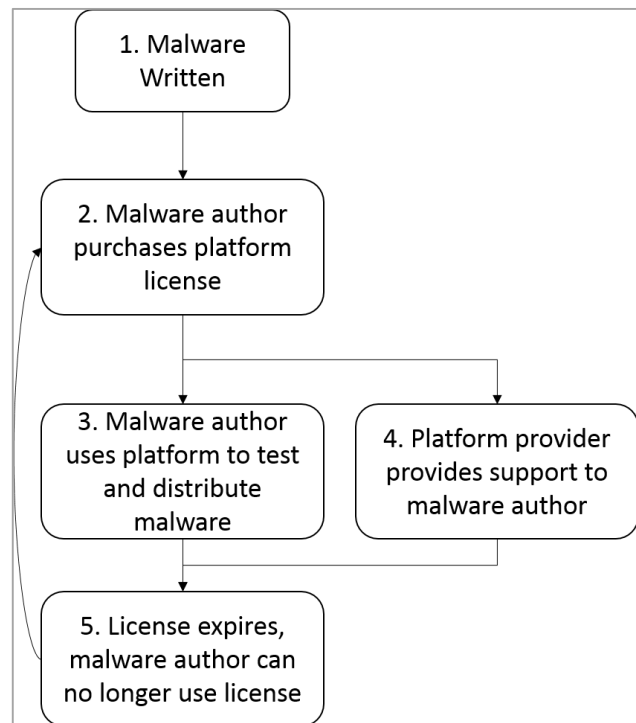 1. Malware
Written
2. Malware author
purchases platform
license
3. Malware author
uses platform to test
and distribute
malware
4. Platform provider
provides support to
malware author
5. License expires,
malware author can
no longer use license